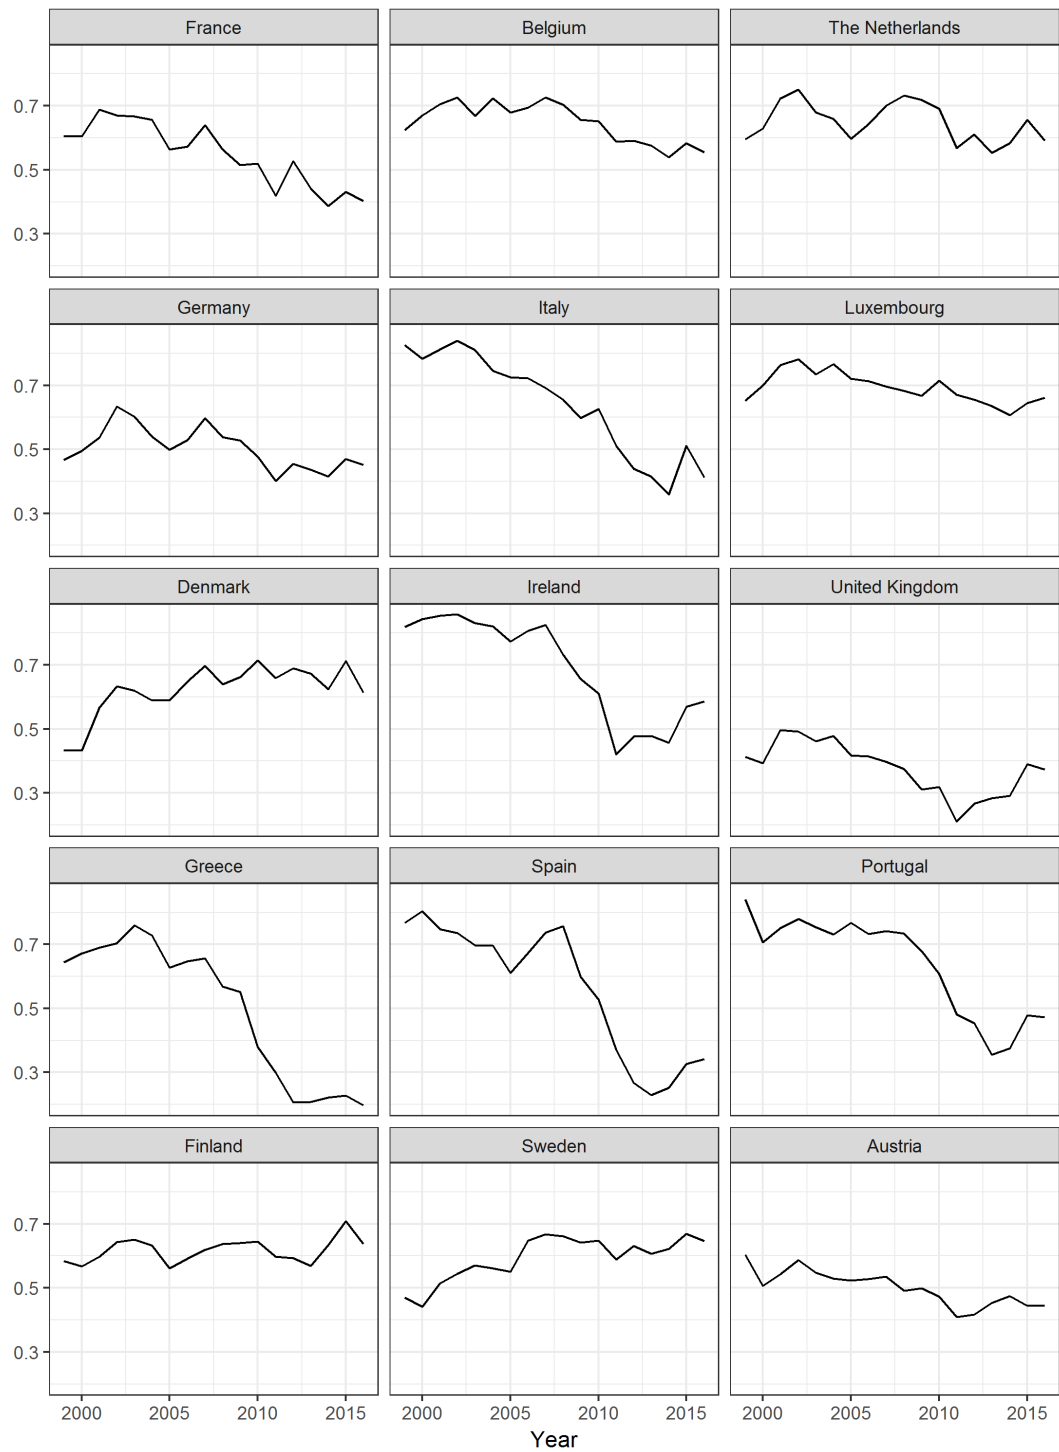 France Belgium The Netherlands
0.7
0.5
0.3
Germany Italy Luxembourg
0.7
0.5
0.3
Denmark Ireland United Kingdom
0.7
0.5
0.3
Greece Spain Portugal
0.7
0.5
0.3
Finland Sweden Austria
0.7
0.5
0.3
2000 2005 2010 2015 2000 2005 2010 2015 2000 2005 2010 2015
Year